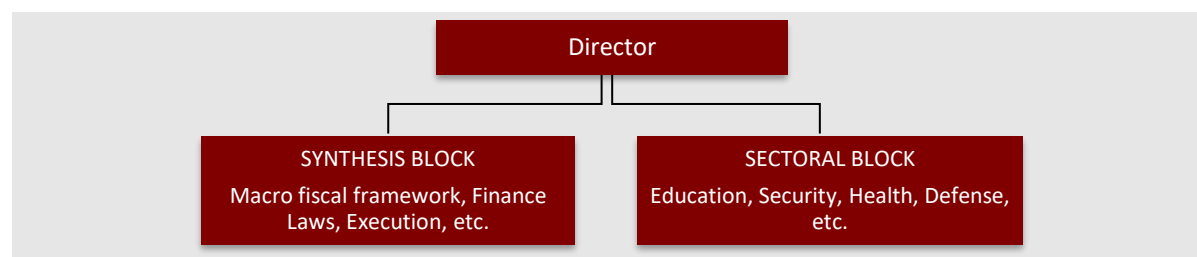 Director
SYNTHESIS BLOCK
Macro fiscal framework, Finance
Laws, Execution, etc.
SECTORAL BLOCK
Education, Security, Health, Defense,
etc.